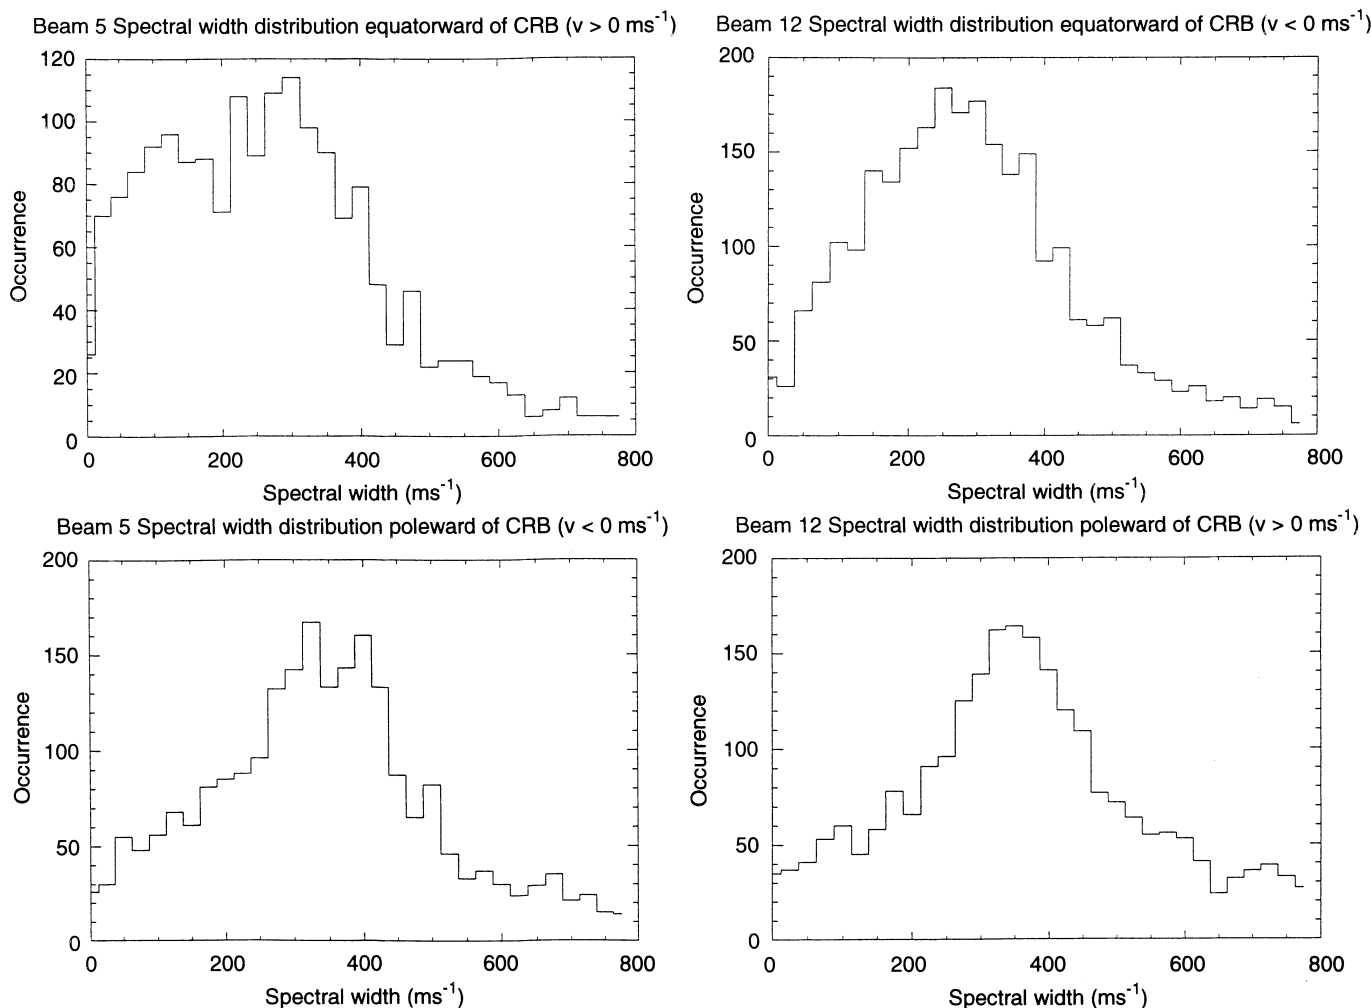 Beam 5 Spectral width distribution equatorward of CRB (v > 0 ms⁻¹)
120
100
80
60
40
20
0
Occurrence
0 200 400 600 800
Spectral width (ms⁻¹)
Beam 12 Spectral width distribution equatorward of CRB (v < 0 ms⁻¹)
200
150
100
50
0
Occurrence
0 200 400 600 800
Spectral width (ms⁻¹)
Beam 5 Spectral width distribution poleward of CRB (v < 0 ms⁻¹)
200
150
100
50
0
Occurrence
0 200 400 600 800
Spectral width (ms⁻¹)
Beam 12 Spectral width distribution poleward of CRB (v > 0 ms⁻¹)
200
150
100
50
0
Occurrence
0 200 400 600 800
Spectral width (ms⁻¹)